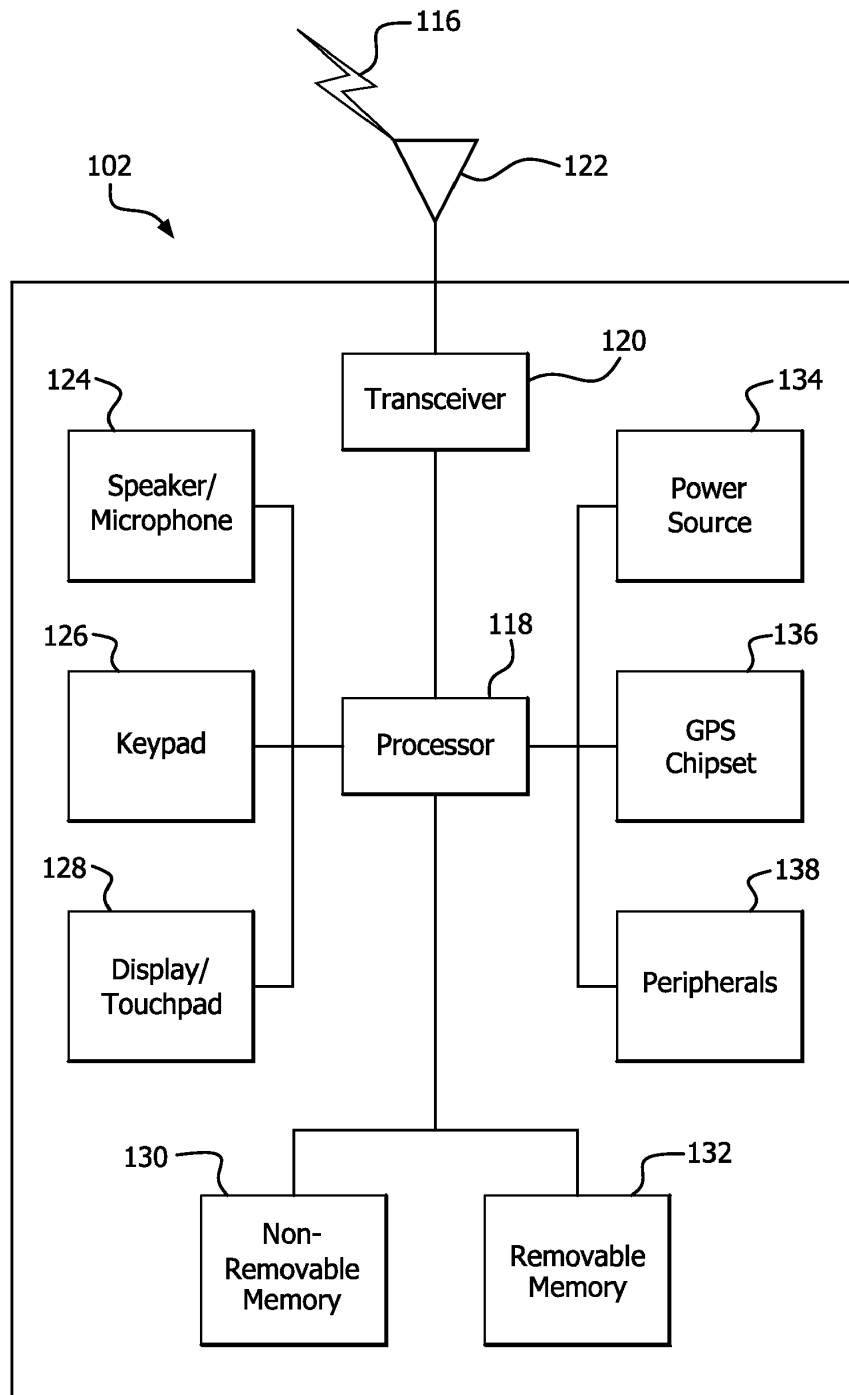 116
102
122
120
Transceiver
124
134
Speaker/
Microphone
Power
Source
126
118
136
Keypad
Processor
GPS
Chipset
128
138
Display/
Touchpad
Peripherals
130
132
Non-
Removable
Memory
Removable
Memory